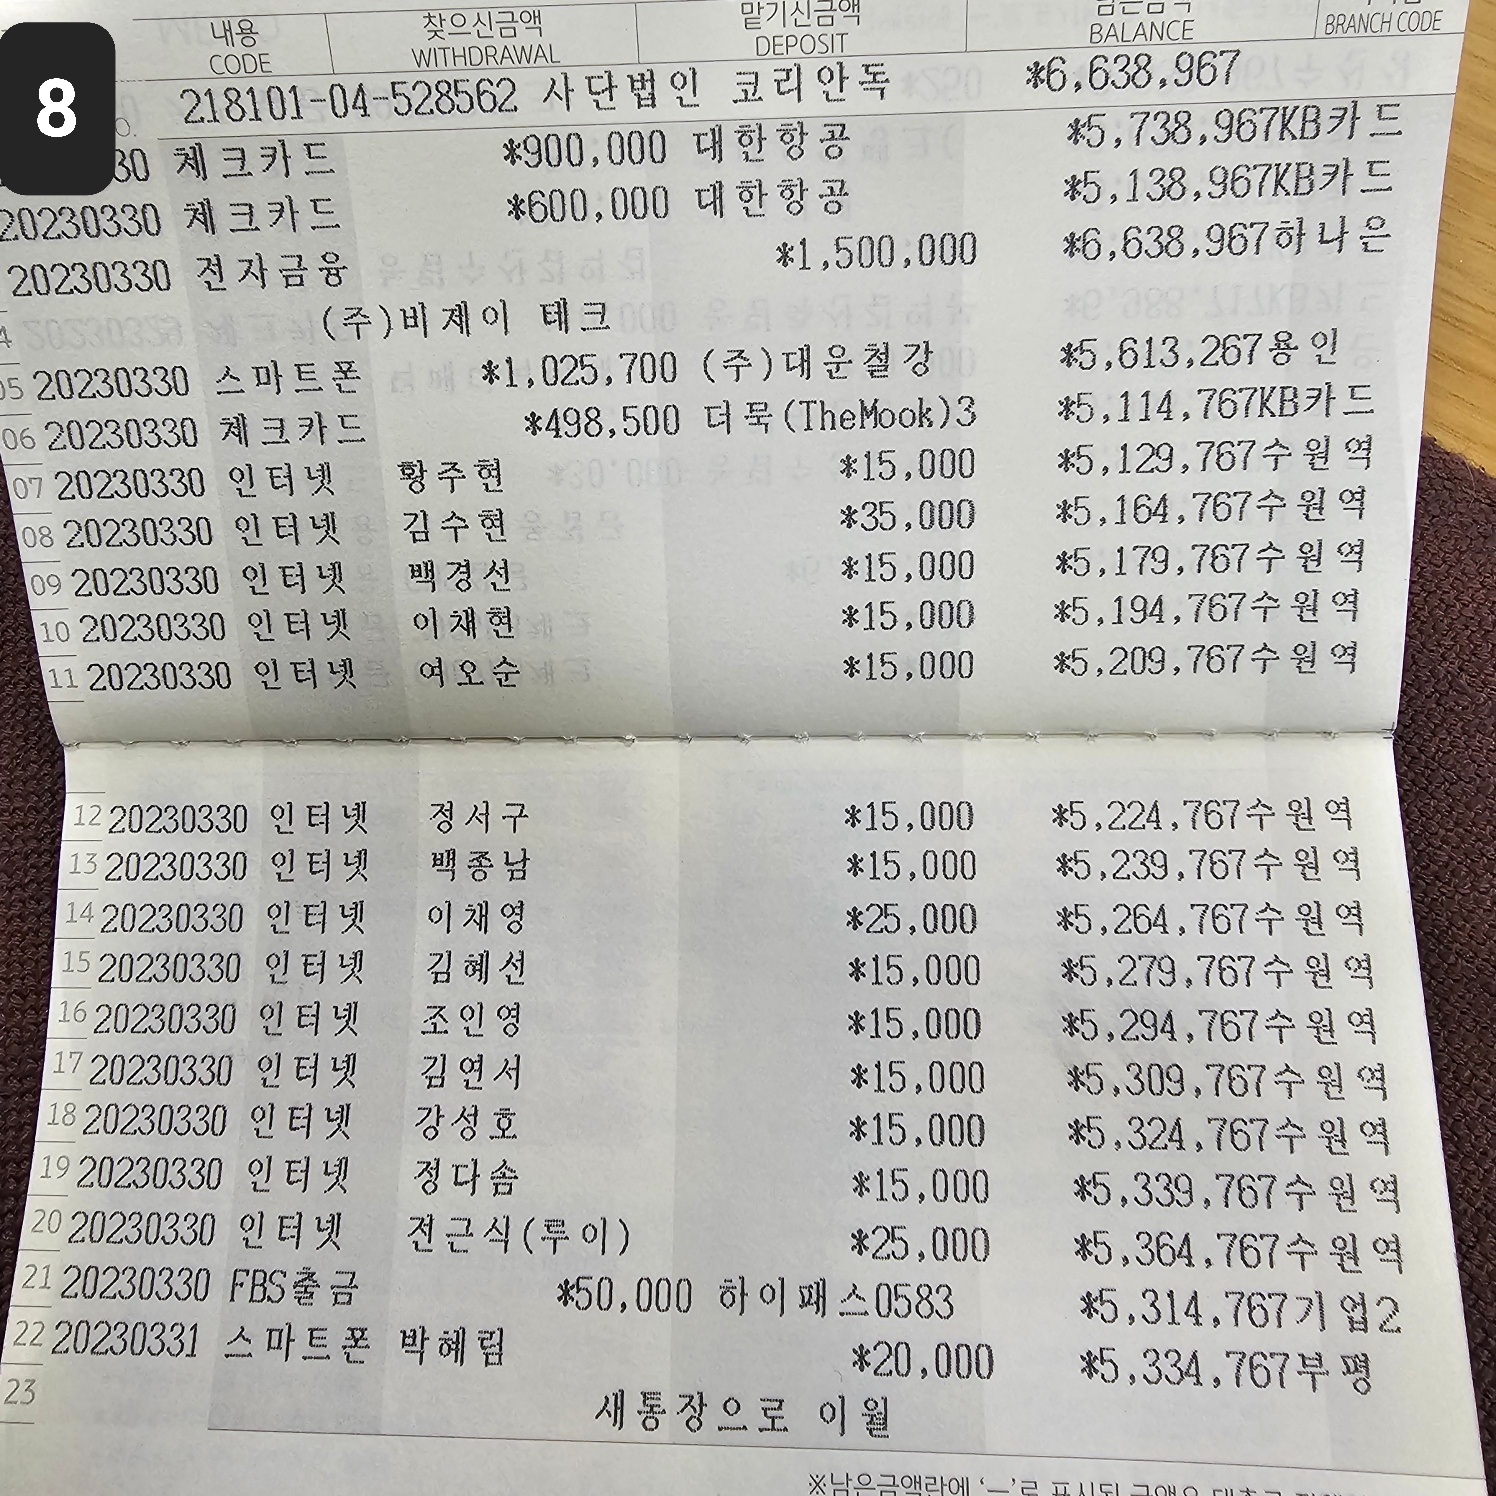 8
내용 찾으신금액 맡기신금액
CODE WITHDRAWAL DEPOSIT BALANCE BRANCH CODE
218101-04-528562 사단법인 코리안독 *6,638,967
30 체크카드 *900,000 대한항공 *5,738,967KB카드
20230330 체크카드 *600,000 대한항공 *5,138,967KB카드
20230330 전자금융 *1,500,000 *6,638,967하나은
4 (주)비제이 테크
05 20230330 스마트폰 *1,025,700 (주)대운철강 *5,613,267용인
06 20230330 체크카드 *498,500 더묵(TheMook)3 *5,114,767KB카드
07 20230330 인터넷 황주현 *15,000 *5,129,767수원역
08 20230330 인터넷 김수현 *35,000 *5,164,767수원역
09 20230330 인터넷 백경선 *15,000 *5,179,767수원역
10 20230330 인터넷 이채현 *15,000 *5,194,767수원역
11 20230330 인터넷 여오순 *15,000 *5,209,767수원역
12 20230330 인터넷 정서구 *15,000 *5,224,767수원역
13 20230330 인터넷 백종남 *15,000 *5,239,767수원역
14 20230330 인터넷 이채영 *25,000 *5,264,767수원역
15 20230330 인터넷 김혜선 *15,000 *5,279,767수원역
16 20230330 인터넷 조인영 *15,000 *5,294,767수원역
17 20230330 인터넷 김연서 *15,000 *5,309,767수원역
18 20230330 인터넷 강성호 *15,000 *5,324,767수원역
19 20230330 인터넷 정다솜 *15,000 *5,339,767수원역
20 20230330 인터넷 전근식(투이) *25,000 *5,364,767수원역
21 20230330 FBS출금 *50,000 하이패스0583 *5,314,767기업2
22 20230331 스마트폰 박혜림 *20,000 *5,334,767부평
23 새통장으로 이월
※남은금액란에 '-'로 표시된 금액은